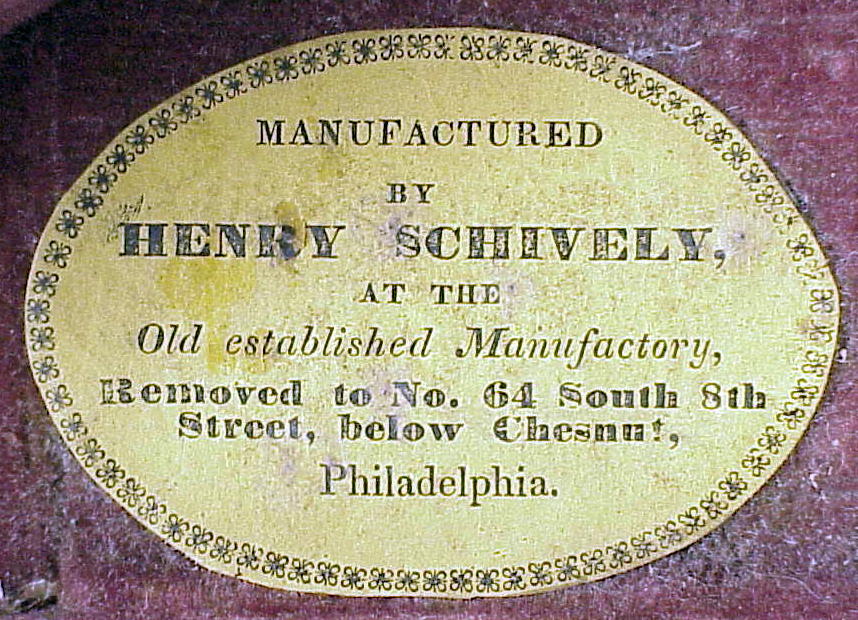 MANUFACTURED
BY
HENRY SCHIVELY,
AT THE
Old established Manufactory,
Removed to No. 64 South 8th
Street, below Chesnut,
Philadelphia.